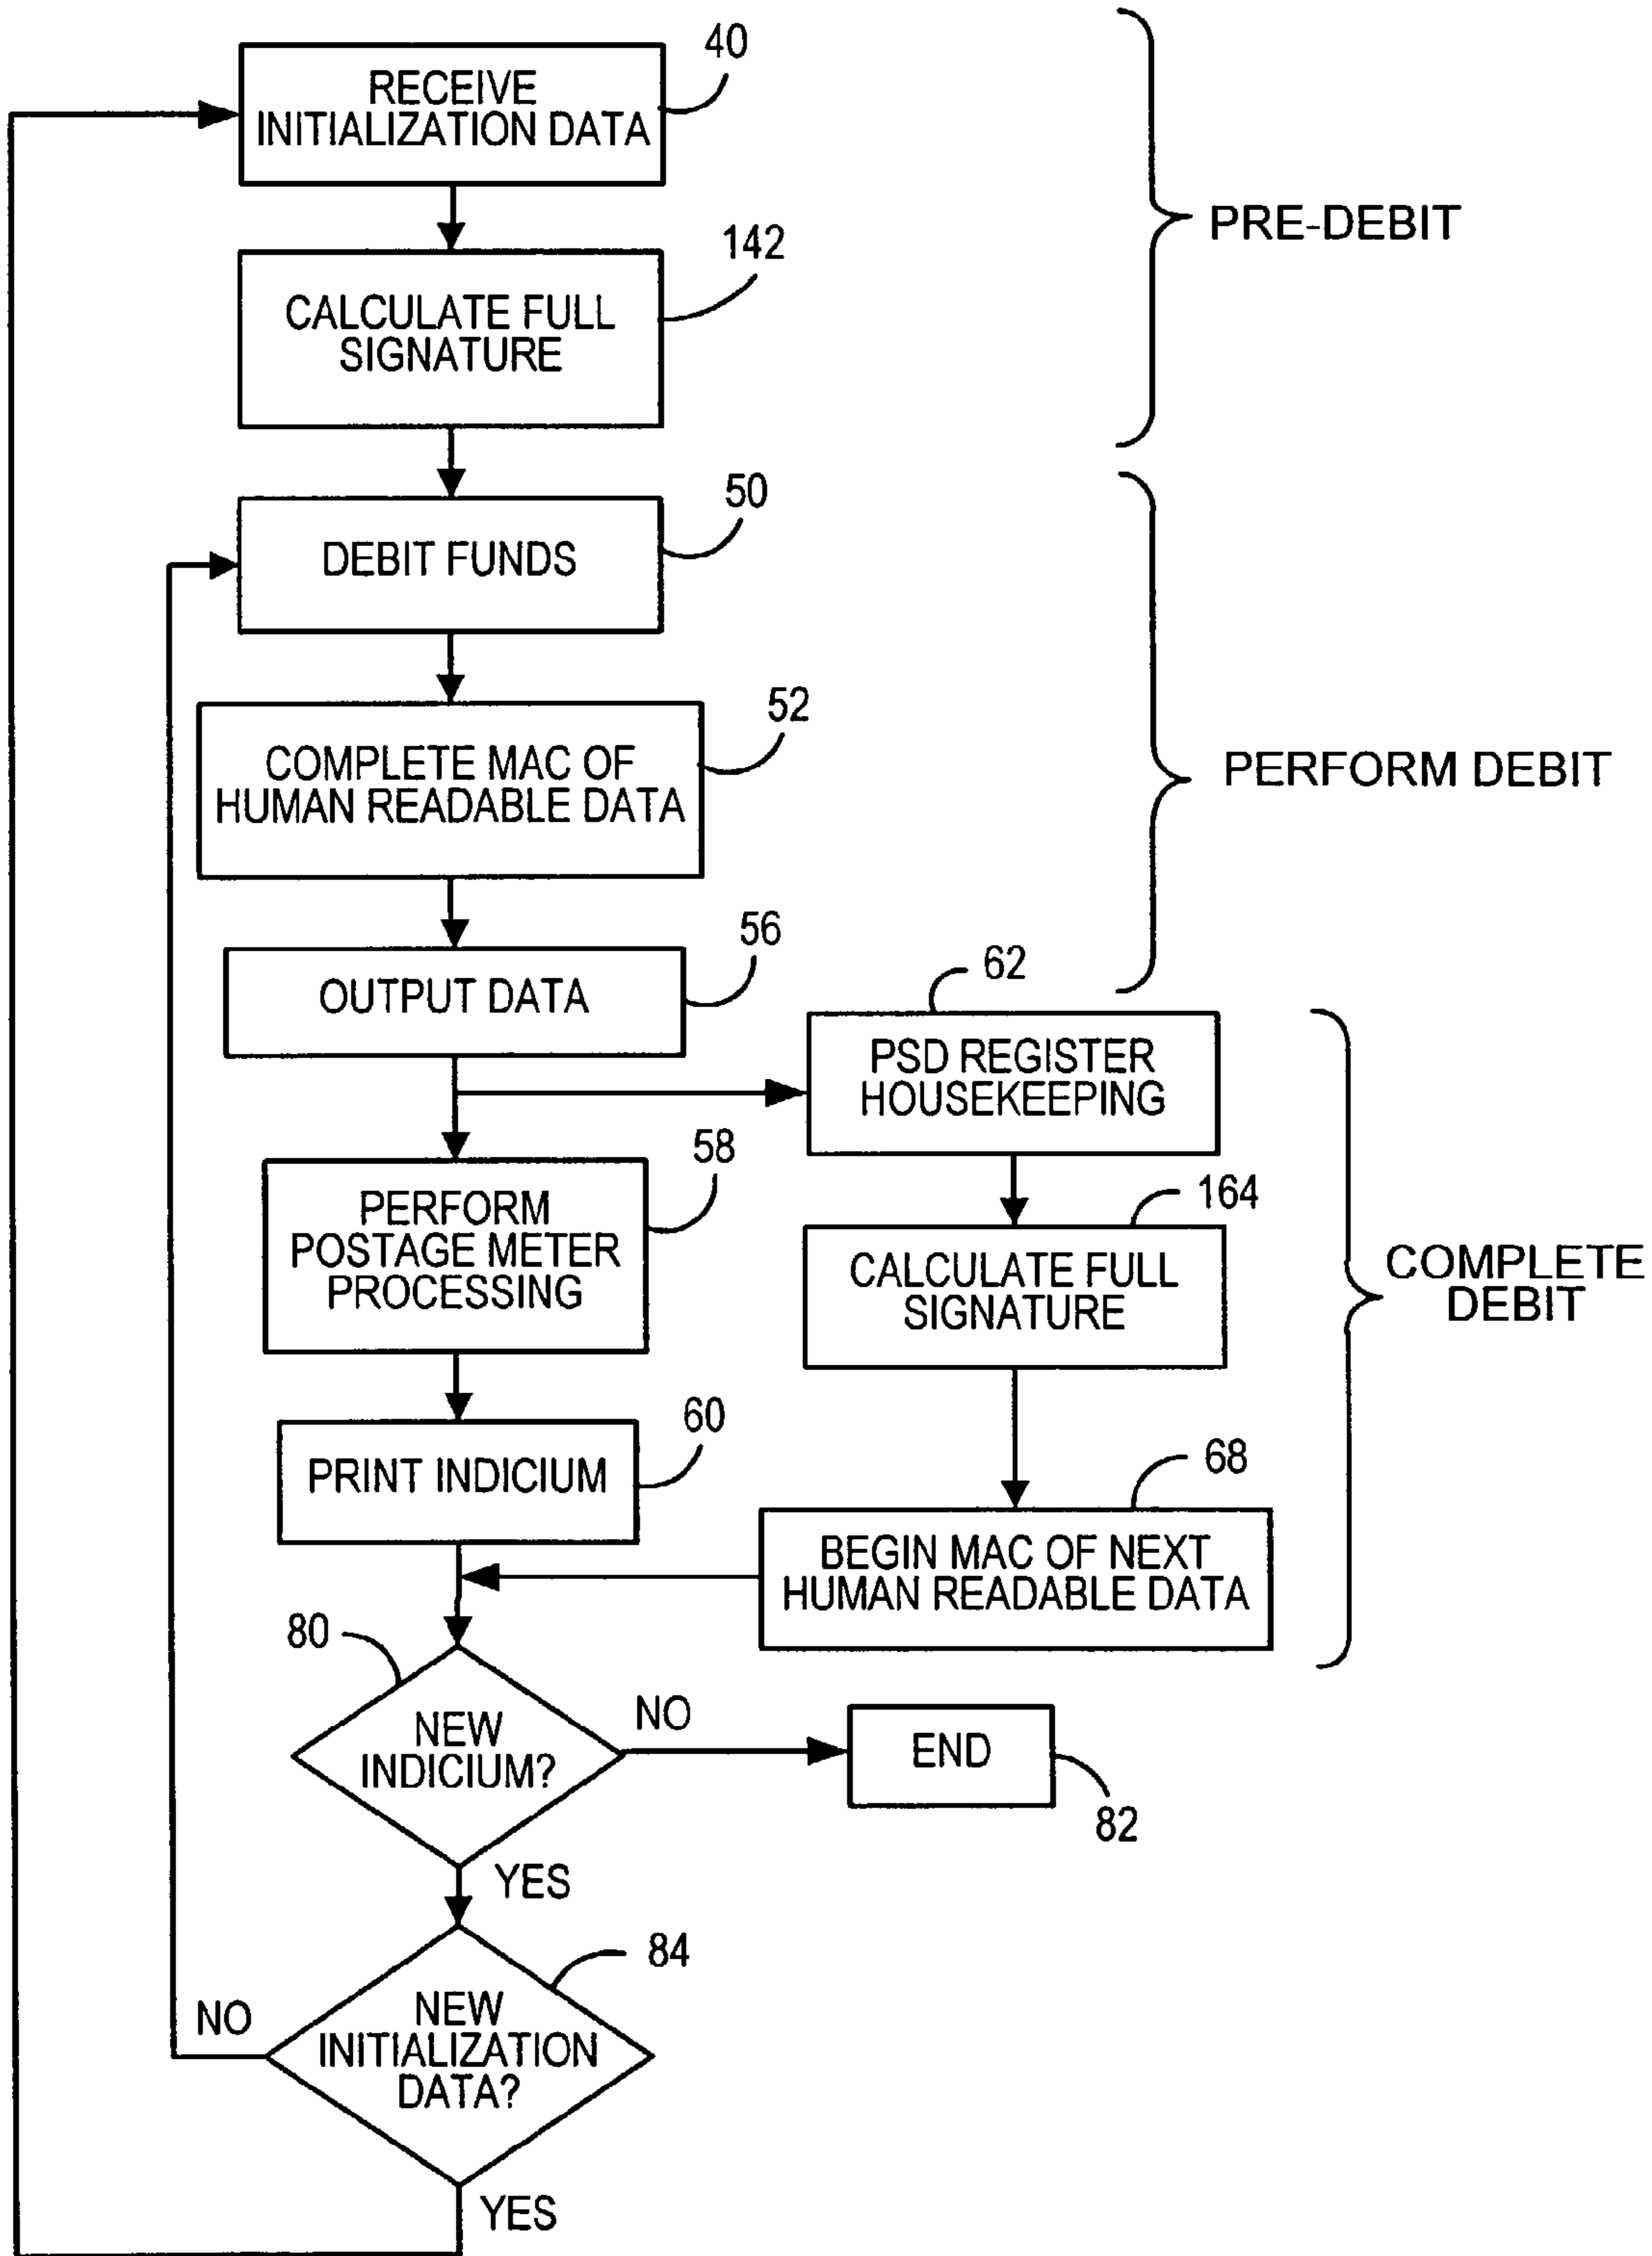 40
RECEIVE
INITIALIZATION DATA
PRE-DEBIT
142
CALCULATE FULL
SIGNATURE
50
DEBIT FUNDS
52
COMPLETE MAC OF
HUMAN READABLE DATA
PERFORM DEBIT
56
OUTPUT DATA
62
PSD REGISTER
HOUSEKEEPING
58
PERFORM
POSTAGE METER
PROCESSING
164
CALCULATE FULL
SIGNATURE
COMPLETE
DEBIT
60
PRINT INDICIUM
68
BEGIN MAC OF NEXT
HUMAN READABLE DATA
80
NEW
INDICIUM?
NO
END
82
YES
84
NEW
INITIALIZATION
DATA?
NO
YES